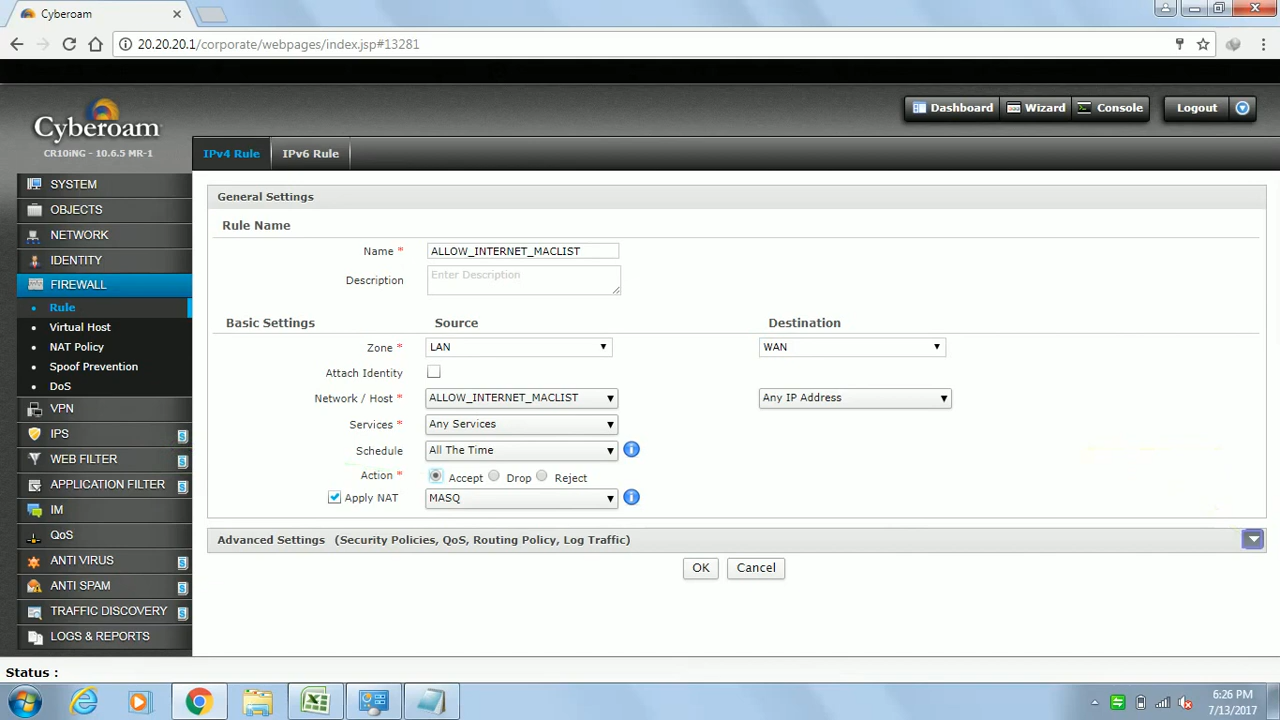 Cyberoam
20.20.20.1/corporate/webpages/index.jsp#13281
Cyberoam
CR10iNG - 10.6.5 MR-1
Dashboard
Wizard
Console
Logout
IPv4 Rule
IPv6 Rule
SYSTEM
OBJECTS
NETWORK
IDENTITY
FIREWALL
Rule
Virtual Host
NAT Policy
Spoof Prevention
DoS
VPN
IPS
WEB FILTER
APPLICATION FILTER
IM
QoS
ANTI VIRUS
ANTI SPAM
TRAFFIC DISCOVERY
LOGS & REPORTS
General Settings
Rule Name
Name * ALLOW_INTERNET_MACLIST
Description Enter Description
Basic Settings Source Destination
Zone * LAN WAN
Attach Identity
Network / Host * ALLOW_INTERNET_MACLIST Any IP Address
Services * Any Services
Schedule All The Time
Action * Accept Drop Reject
Apply NAT MASQ
Advanced Settings (Security Policies, QoS, Routing Policy, Log Traffic)
OK Cancel
Status :
6:26 PM
7/13/2017